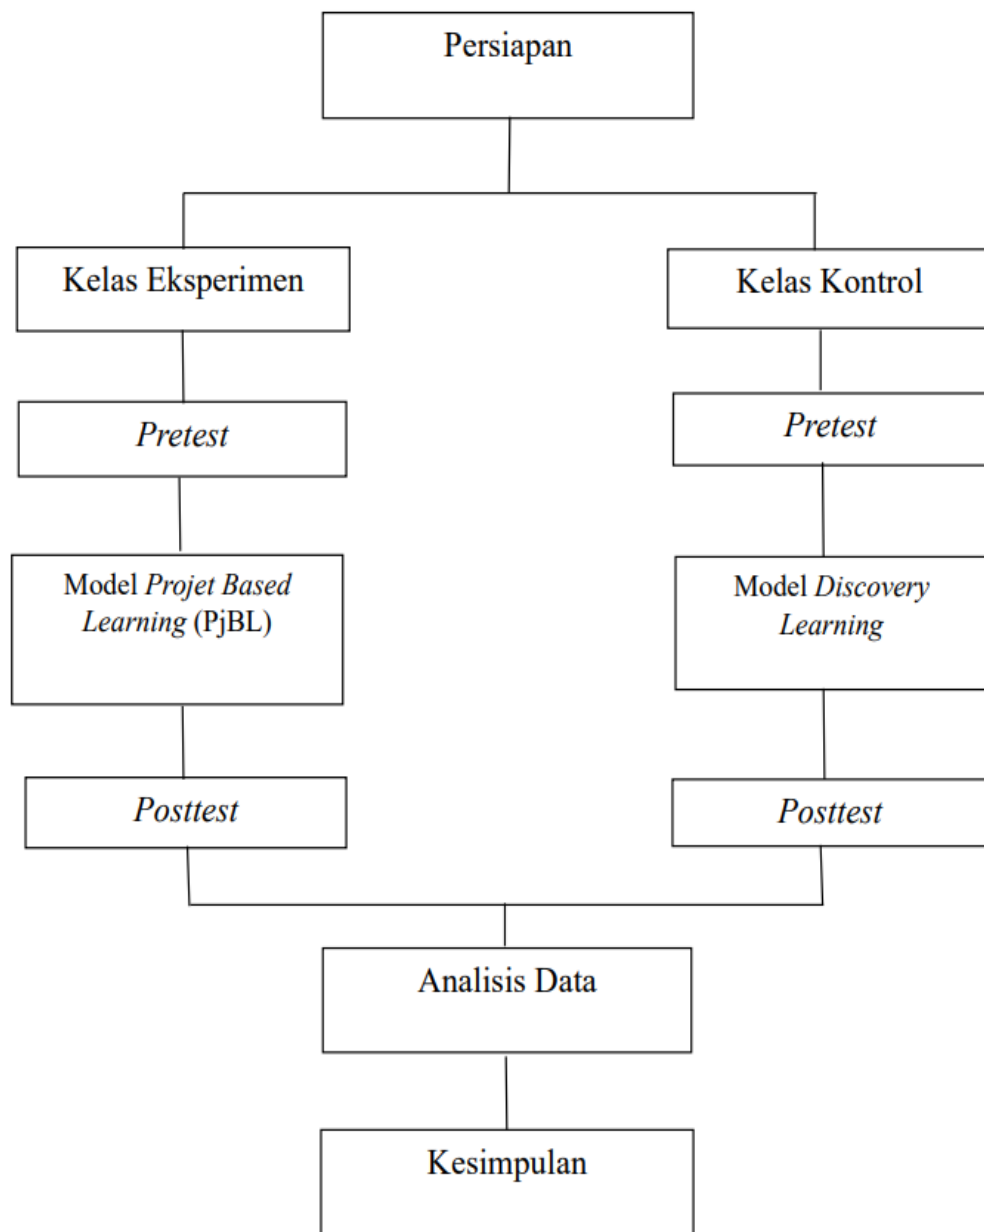 Persiapan
Kelas Eksperimen
Kelas Kontrol
Pretest
Pretest
Model Projet Based
Learning (PjBL)
Model Discovery
Learning
Posttest
Posttest
Analisis Data
Kesimpulan